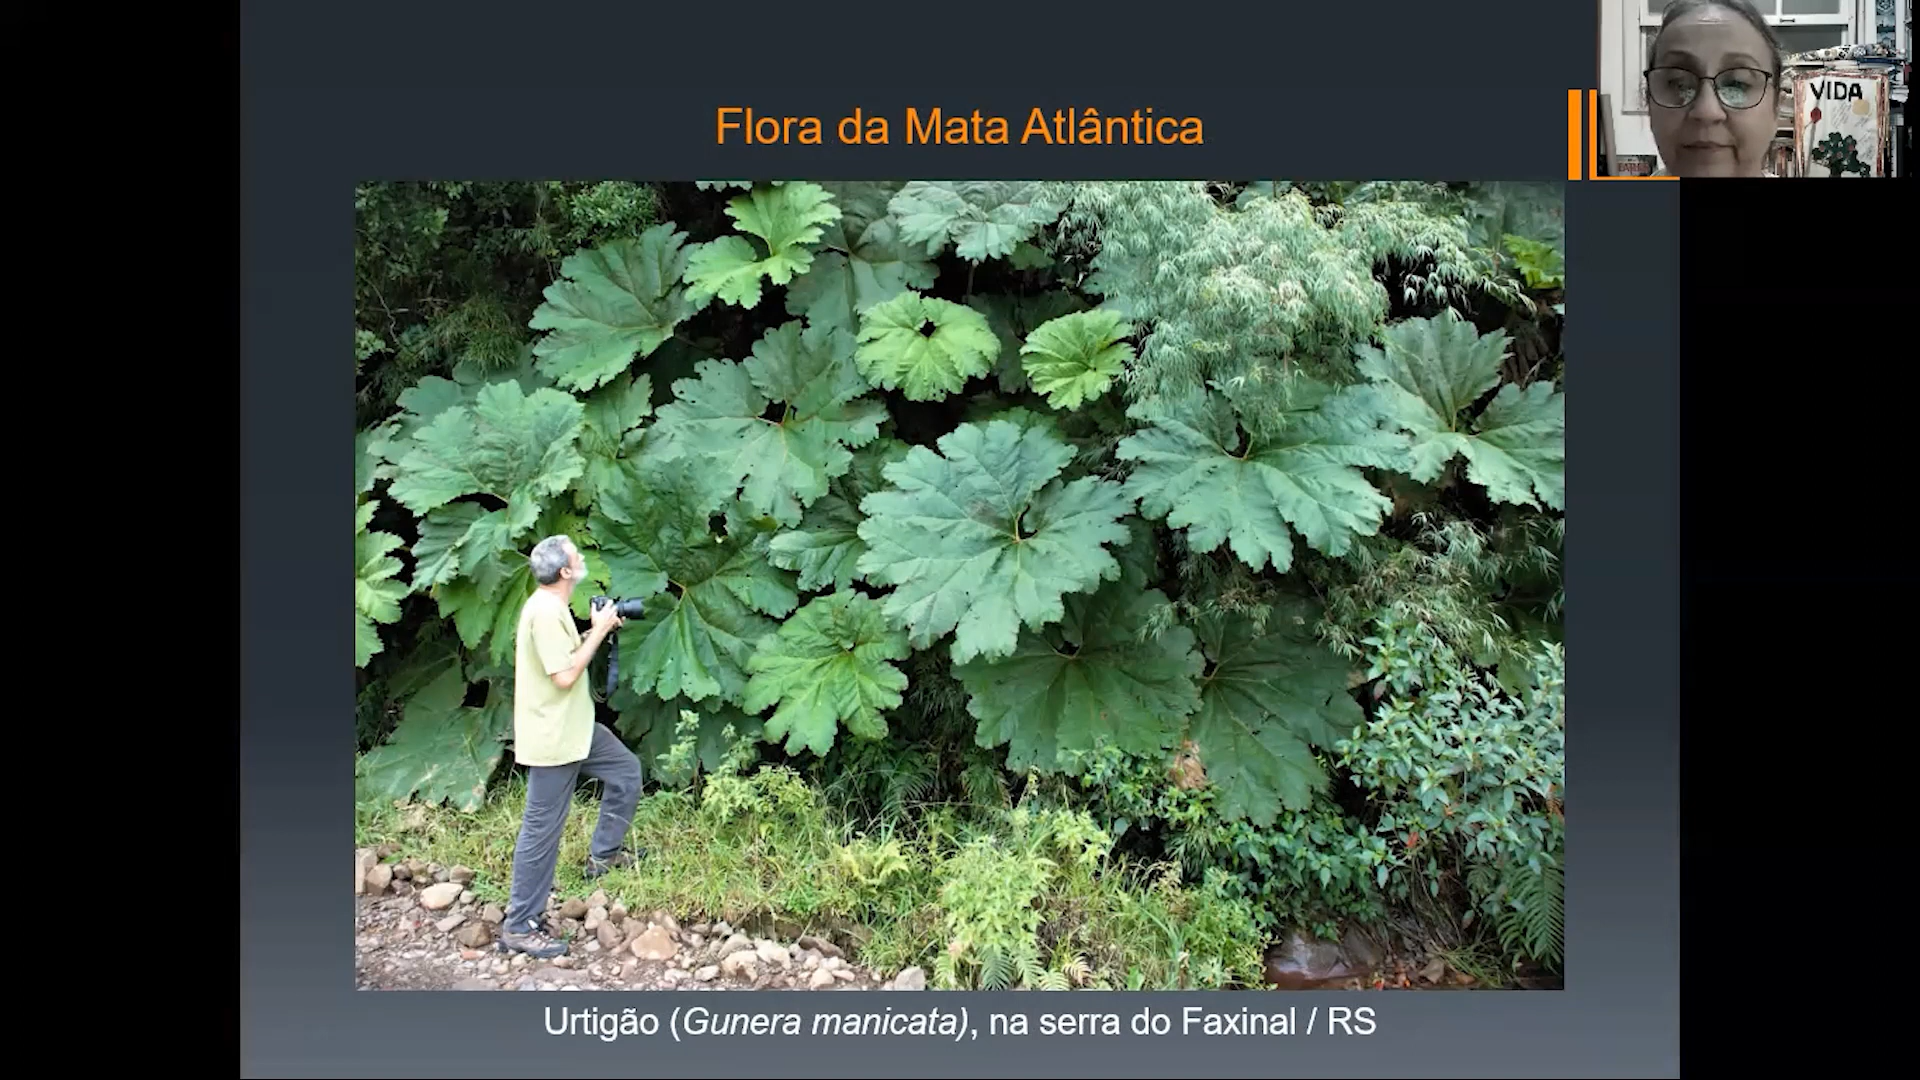 Flora da Mata Atlântica
VIDA
Urtigão (Gunera manicata), na serra do Faxinal / RS